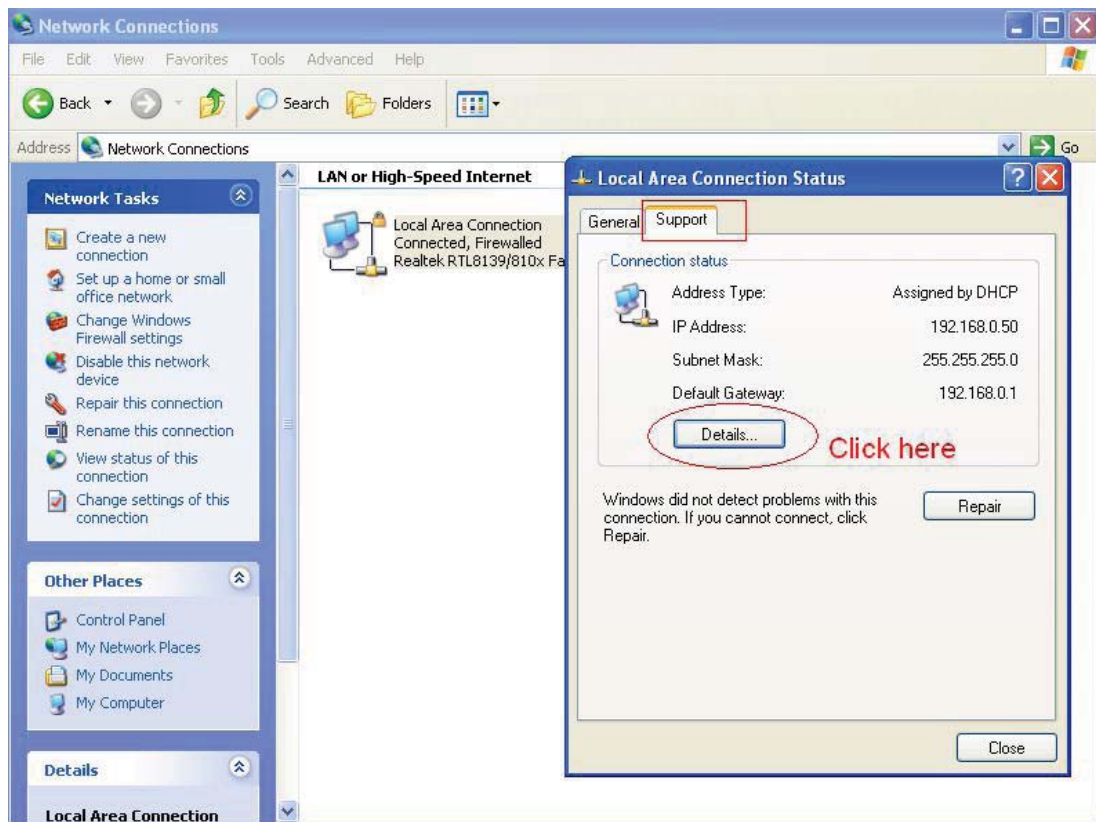 Network Connections
File Edit View Favorites Tools Advanced Help
Back Search Folders
Address Network Connections Go
Network Tasks
Create a new
connection
Set up a home or small
office network
Change Windows
Firewall settings
Disable this network
device
Repair this connection
Rename this connection
View status of this
connection
Change settings of this
connection
Other Places
Control Panel
My Network Places
My Documents
My Computer
Details
Local Area Connection
LAN or High-Speed Internet
Local Area Connection
Connected, Firewalled
Realtek RTL8139/810x Fa
Local Area Connection Status
General Support
Connection status
Address Type: Assigned by DHCP
IP Address: 192.168.0.50
Subnet Mask: 255.255.255.0
Default Gateway: 192.168.0.1
Details...
Click here
Windows did not detect problems with this
connection. If you cannot connect, click
Repair.
Repair
Close